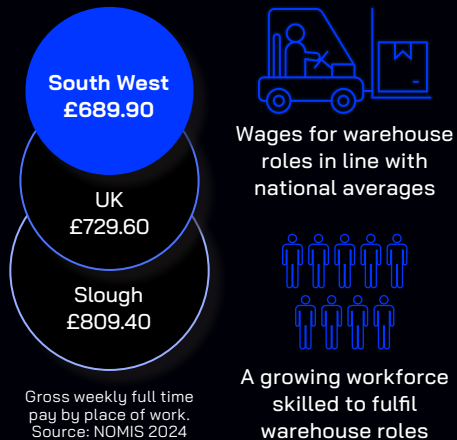 South West
£689.90
UK
£729.60
Slough
£809.40
Gross weekly full time
pay by place of work.
Source: NOMIS 2024
Wages for warehouse
roles in line with
national averages
A growing workforce
skilled to fulfil
warehouse roles